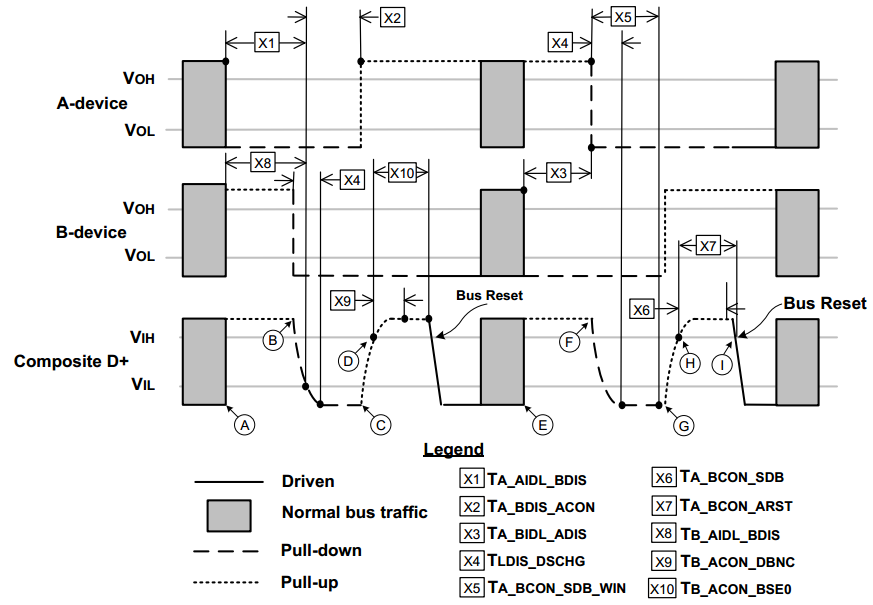 X1
X2
X4
X5
VOH
A-device
VOL
X8
X4
X10
X3
VOH
B-device
VOL
X7
X9
Bus Reset
X6
Bus Reset
B
F
VIH
D
H
I
Composite D+
VIL
A
C
E
G
Legend
Driven
Normal bus traffic
Pull-down
Pull-up
X1 TA_AIDL_BDIS
X2 TA_BDIS_ACON
X3 TA_BIDL_ADIS
X4 TLDIS_DSCHG
X5 TA_BCON_SDB_WIN
X6 TA_BCON_SDB
X7 TA_BCON_ARST
X8 TB_AIDL_BDIS
X9 TB_ACON_DBNC
X10 TB_ACON_BSE0